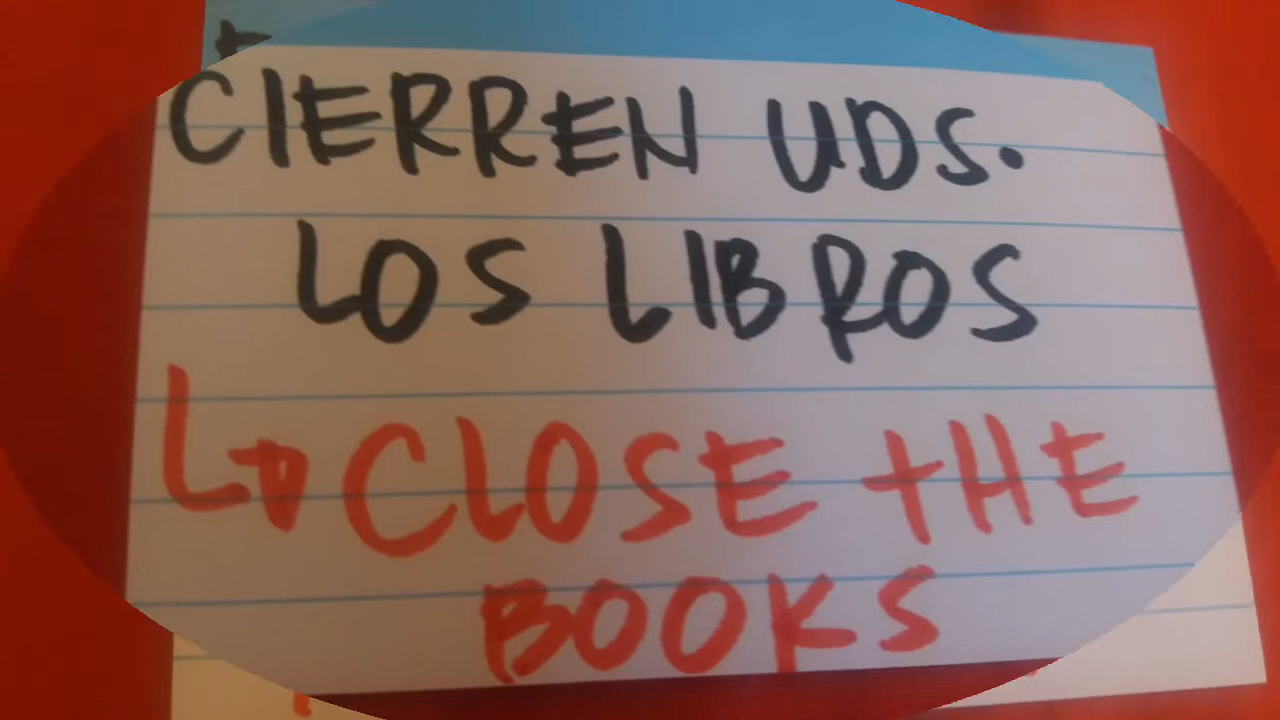 CIERREN UDS.
LOS LIBROS
↳ CLOSE THE
BOOKS